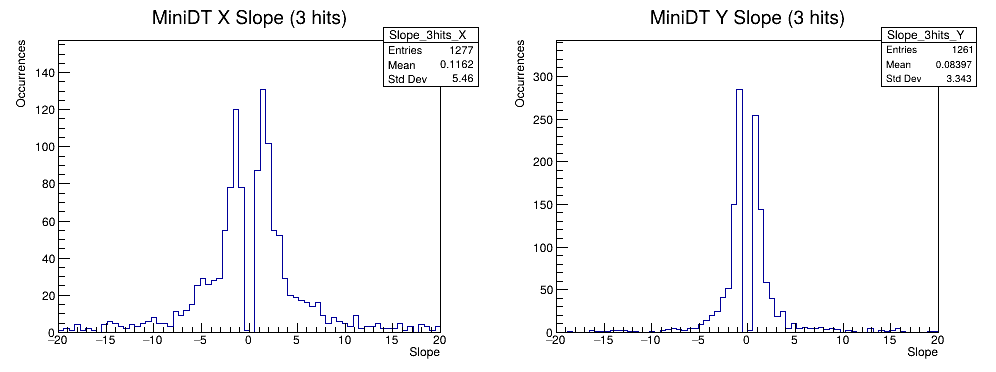 MiniDT X Slope (3 hits)
Slope_3hits_X
Entries 1277
Mean 0.1162
Std Dev 5.46
Occurrences
140
120
100
80
60
40
20
0
−20 −15 −10 −5 0 5 10 15 20
Slope
MiniDT Y Slope (3 hits)
Slope_3hits_Y
Entries 1261
Mean 0.08397
Std Dev 3.343
Occurrences
300
250
200
150
100
50
0
−20 −15 −10 −5 0 5 10 15 20
Slope